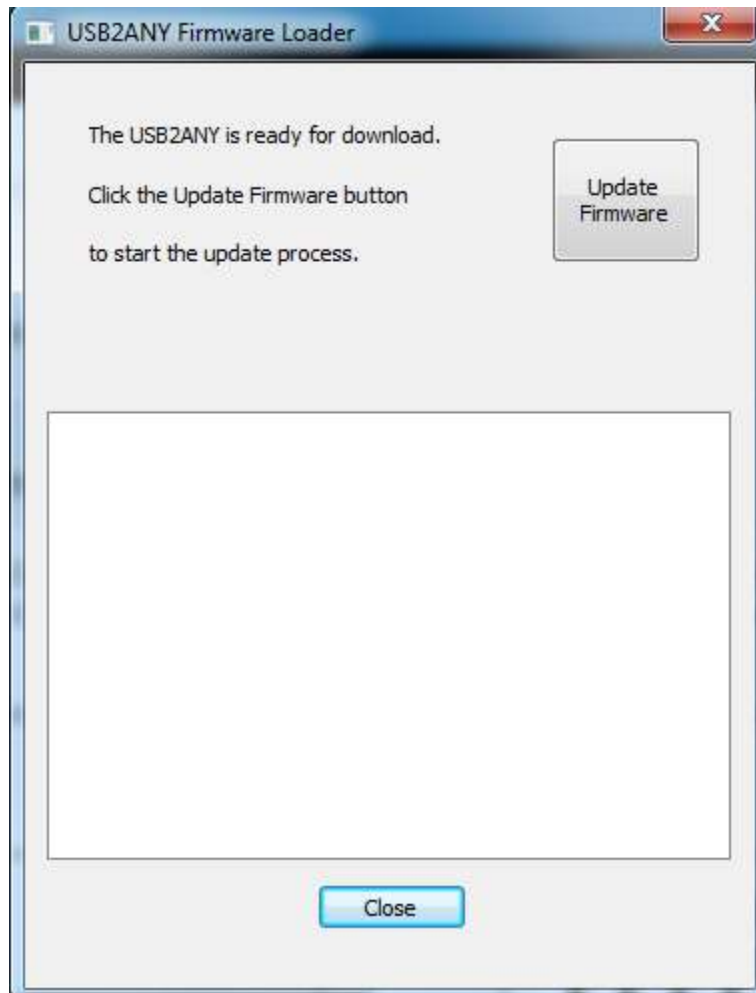 USB2ANY Firmware Loader
The USB2ANY is ready for download.
Click the Update Firmware button
to start the update process.
Update
Firmware
Close